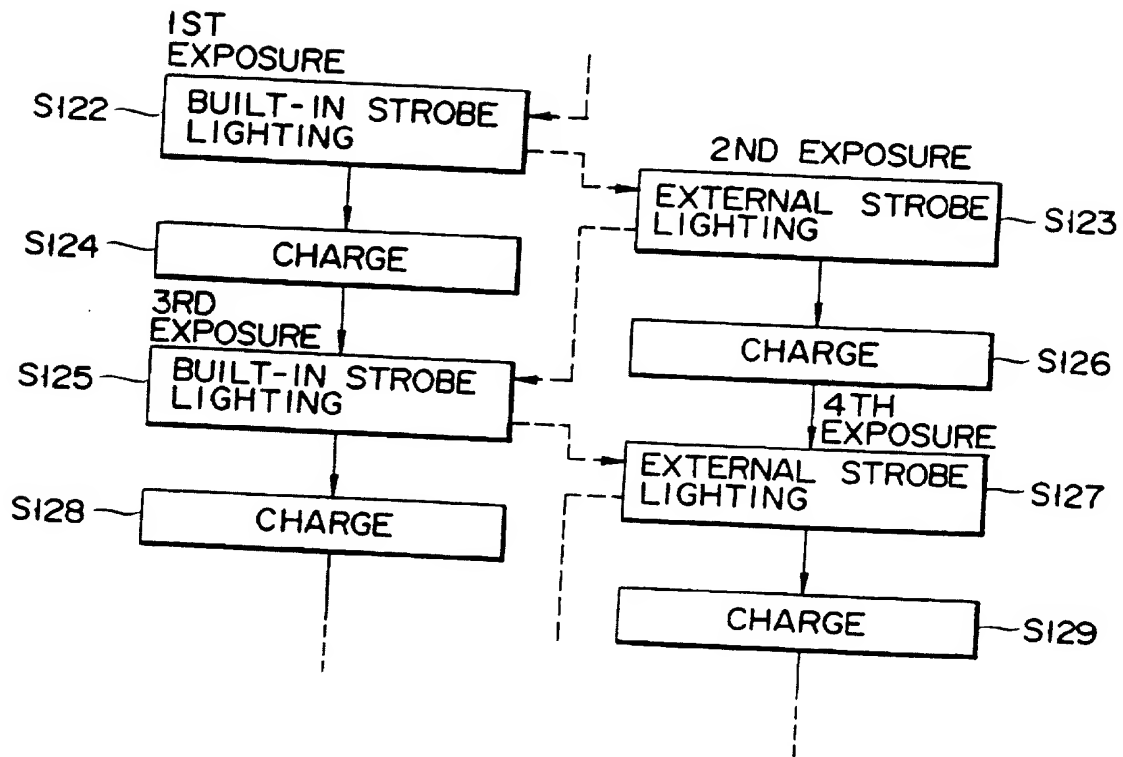 1ST
EXPOSURE
S122
BUILT-IN STROBE
LIGHTING
2ND EXPOSURE
EXTERNAL STROBE
LIGHTING
S123
S124
CHARGE
3RD
EXPOSURE
S125
BUILT-IN STROBE
LIGHTING
CHARGE
S126
4TH
EXPOSURE
EXTERNAL STROBE
LIGHTING
S127
S128
CHARGE
CHARGE
S129